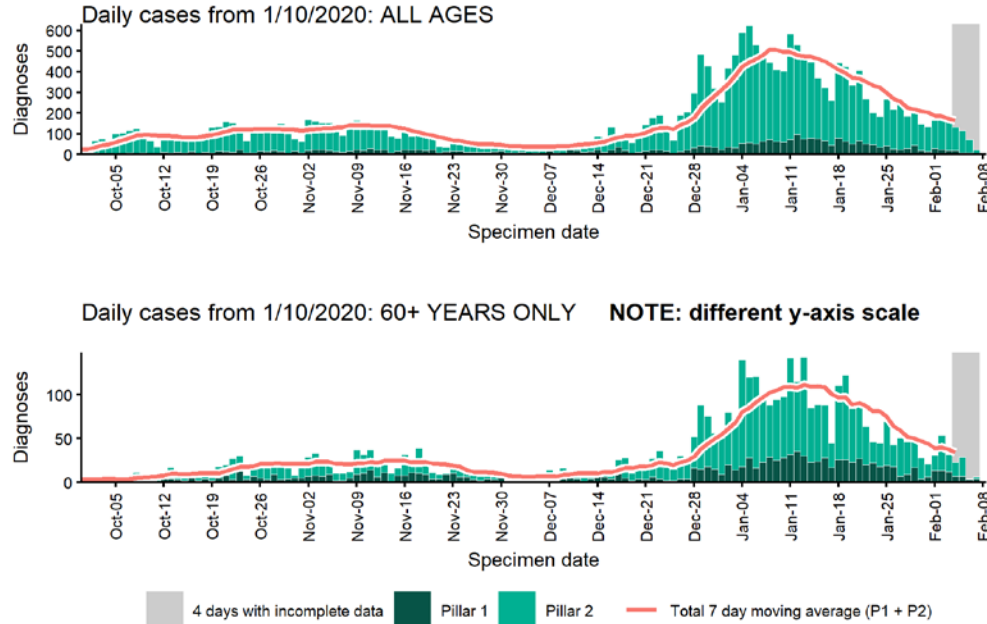 Daily cases from 1/10/2020: ALL AGES
600
500
400
300
200
100
0
Diagnoses
Oct-05
Oct-12
Oct-19
Oct-26
Nov-02
Nov-09
Nov-16
Nov-23
Nov-30
Dec-07
Dec-14
Dec-21
Dec-28
Jan-04
Jan-11
Jan-18
Jan-25
Feb-01
Feb-08
Specimen date
Daily cases from 1/10/2020: 60+ YEARS ONLY NOTE: different y-axis scale
100
50
0
Diagnoses
Oct-05
Oct-12
Oct-19
Oct-26
Nov-02
Nov-09
Nov-16
Nov-23
Nov-30
Dec-07
Dec-14
Dec-21
Dec-28
Jan-04
Jan-11
Jan-18
Jan-25
Feb-01
Feb-08
Specimen date
4 days with incomplete data Pillar 1 Pillar 2 Total 7 day moving average (P1 + P2)